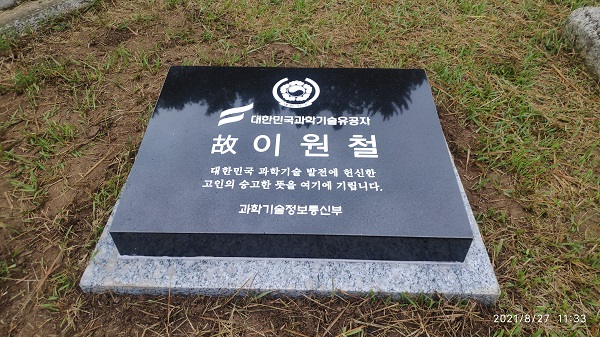 대한민국과학기술유공자
故 이원철
대한민국 과학기술 발전에 헌신한
고인의 숭고한 뜻을 여기에 기립니다.
과학기술정보통신부
2021/8/27 11:33